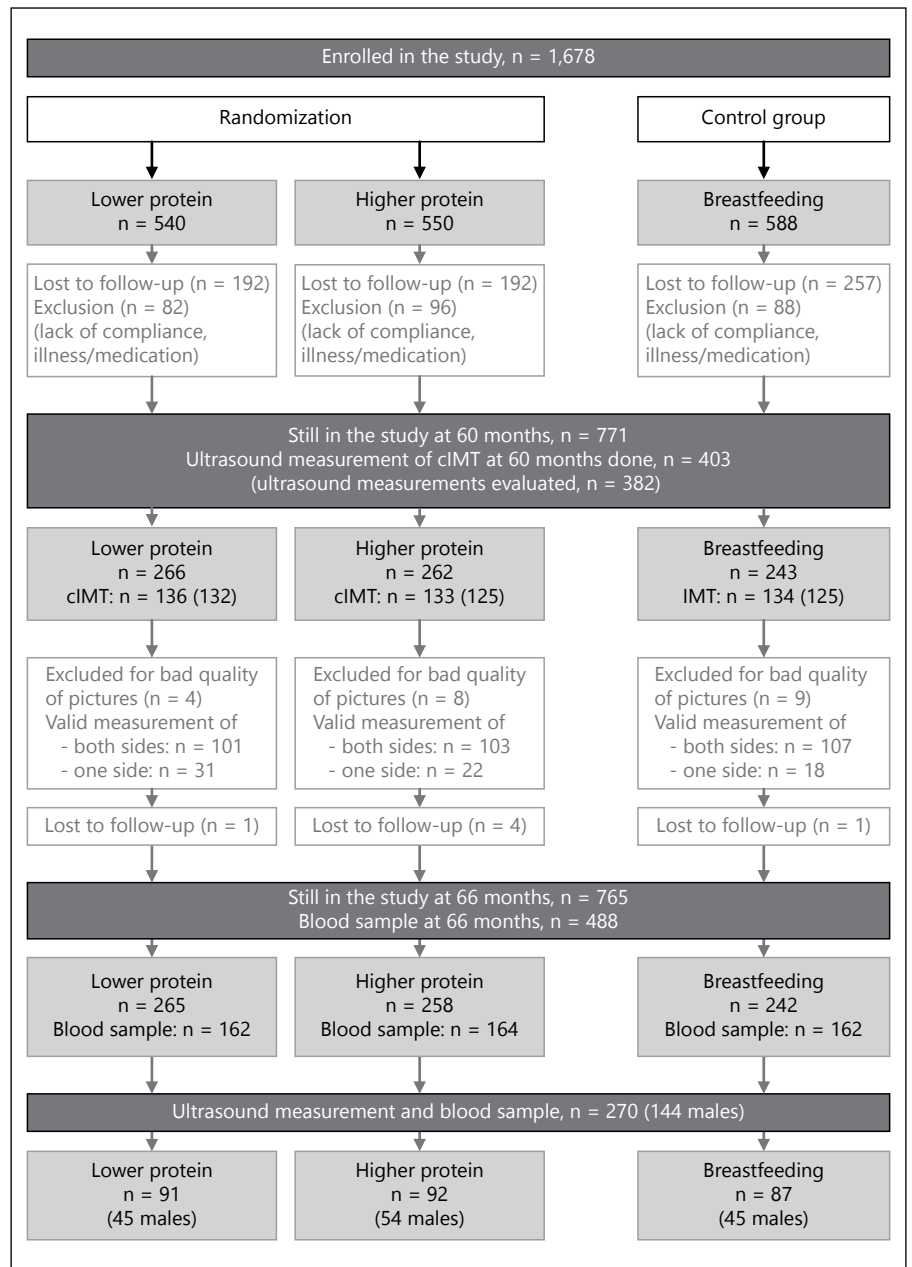 Enrolled in the study, n = 1,678
Randomization
Control group
Lower protein
n = 540
Higher protein
n = 550
Breastfeeding
n = 588
Lost to follow-up (n = 192)
Exclusion (n = 82)
(lack of compliance,
illness/medication)
Lost to follow-up (n = 192)
Exclusion (n = 96)
(lack of compliance,
illness/medication)
Lost to follow-up (n = 257)
Exclusion (n = 88)
(lack of compliance,
illness/medication)
Still in the study at 60 months, n = 771
Ultrasound measurement of cIMT at 60 months done, n = 403
(ultrasound measurements evaluated, n = 382)
Lower protein
n = 266
cIMT: n = 136 (132)
Higher protein
n = 262
cIMT: n = 133 (125)
Breastfeeding
n = 243
IMT: n = 134 (125)
Excluded for bad quality
of pictures (n = 4)
Valid measurement of
- both sides: n = 101
- one side: n = 31
Excluded for bad quality
of pictures (n = 8)
Valid measurement of
- both sides: n = 103
- one side: n = 22
Excluded for bad quality
of pictures (n = 9)
Valid measurement of
- both sides: n = 107
- one side: n = 18
Lost to follow-up (n = 1)
Lost to follow-up (n = 4)
Lost to follow-up (n = 1)
Still in the study at 66 months, n = 765
Blood sample at 66 months, n = 488
Lower protein
n = 265
Blood sample: n = 162
Higher protein
n = 258
Blood sample: n = 164
Breastfeeding
n = 242
Blood sample: n = 162
Ultrasound measurement and blood sample, n = 270 (144 males)
Lower protein
n = 91
(45 males)
Higher protein
n = 92
(54 males)
Breastfeeding
n = 87
(45 males)